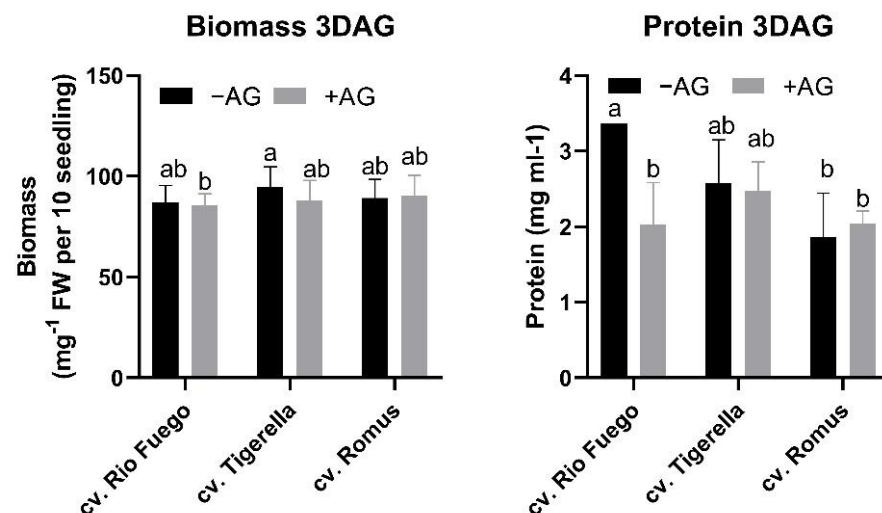 Biomass 3DAG
Biomass
(mg⁻¹ FW per 10 seedling)
150
100
50
0
−AG +AG
ab b a ab ab ab
cv. Rio Fuego
cv. Tigerella
cv. Romus
Protein 3DAG
Protein (mg ml-1)
4
3
2
1
0
−AG +AG
a b ab ab b b
cv. Rio Fuego
cv. Tigerella
cv. Romus